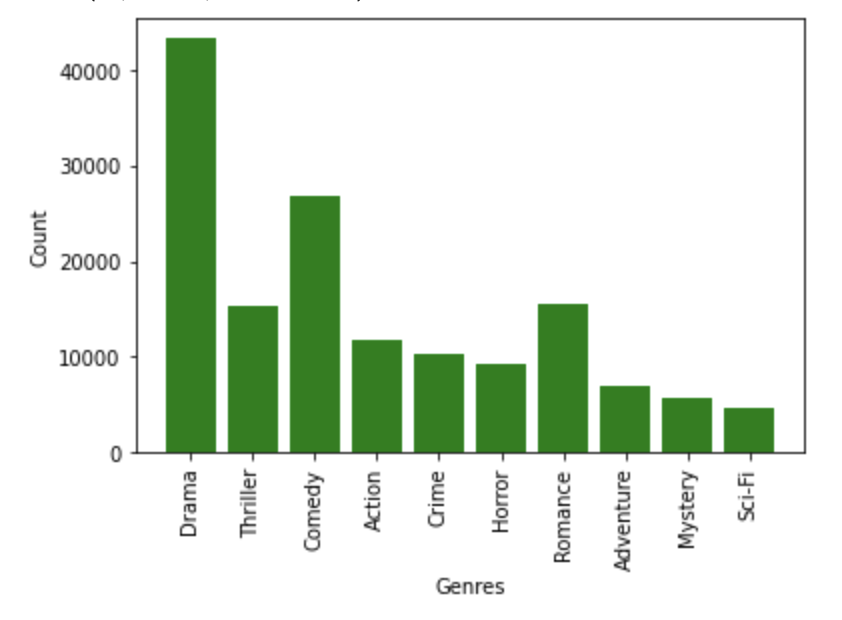 40000
30000
20000
10000
0
Count
Drama
Thriller
Comedy
Action
Crime
Horror
Romance
Adventure
Mystery
Sci-Fi
Genres